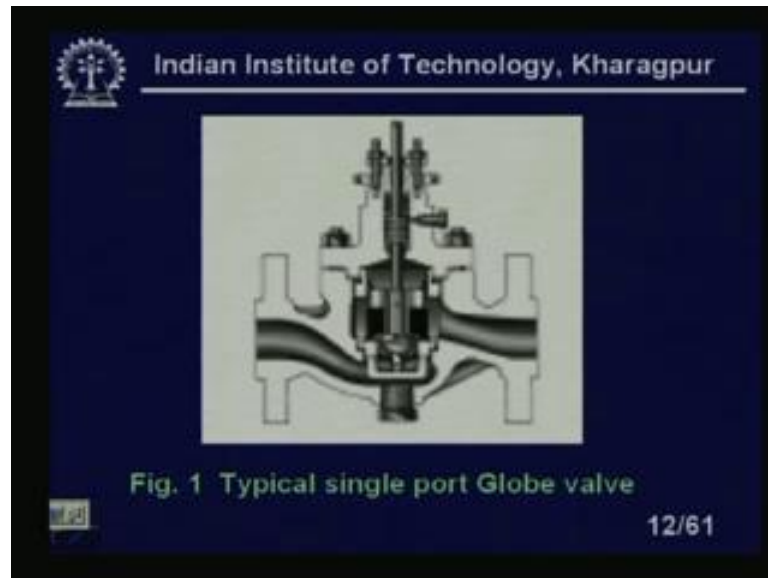 Indian Institute of Technology, Kharagpur
Fig. 1 Typical single port Globe valve
12/61